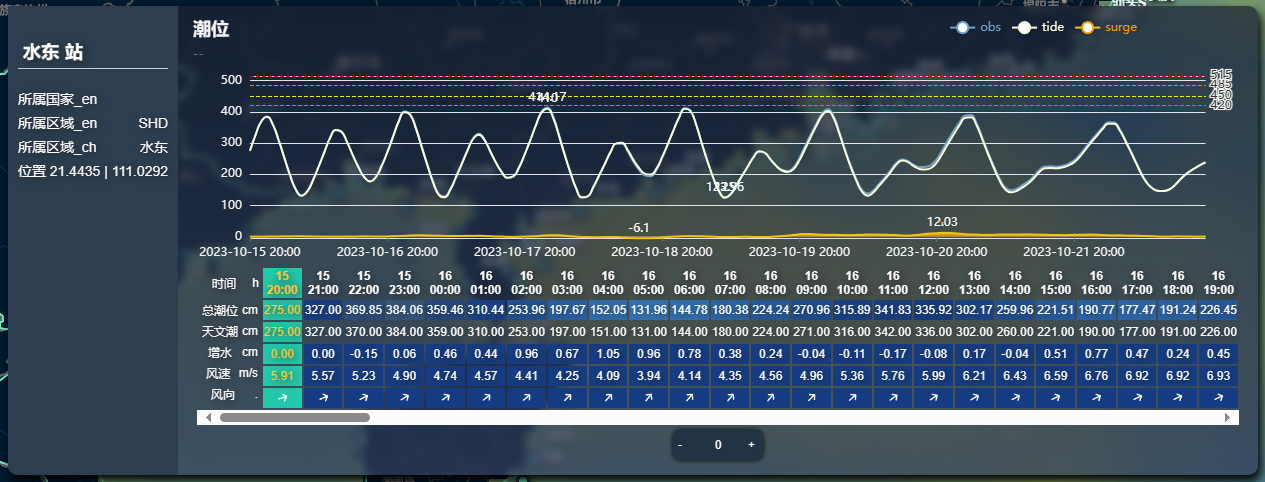 水东 站
所属国家_en
所属区域_en SHD
所属区域_ch 水东
位置 21.4435 | 111.0292
潮位
--
obs tide surge
500
400
300
200
100
0
515
485
450
420
-6.1
12.03
2023-10-15 20:00 2023-10-16 20:00 2023-10-17 20:00 2023-10-18 20:00 2023-10-19 20:00 2023-10-20 20:00 2023-10-21 20:00
时间 h 15 20:00 15 21:00 15 22:00 15 23:00 16 00:00 16 01:00 16 02:00 16 03:00 16 04:00 16 05:00 16 06:00 16 07:00 16 08:00 16 09:00 16 10:00 16 11:00 16 12:00 16 13:00 16 14:00 16 15:00 16 16:00 16 17:00 16 18:00 16 19:00
总潮位 cm 275.00 327.00 369.85 384.06 359.46 310.44 253.96 197.67 152.05 131.96 144.78 180.38 224.24 270.96 315.89 341.83 335.92 302.17 259.96 221.51 190.77 177.47 191.24 226.45
天文潮 cm 275.00 327.00 370.00 384.00 359.00 310.00 253.00 197.00 151.00 131.00 144.00 180.00 224.00 271.00 316.00 342.00 336.00 302.00 260.00 221.00 190.00 177.00 191.00 226.00
增水 cm 0.00 0.00 -0.15 0.06 0.46 0.44 0.96 0.67 1.05 0.96 0.78 0.38 0.24 -0.04 -0.11 -0.17 -0.08 0.17 -0.04 0.51 0.77 0.47 0.24 0.45
风速 m/s 5.91 5.57 5.23 4.90 4.74 4.57 4.41 4.25 4.09 3.94 4.14 4.35 4.56 4.96 5.36 5.76 5.99 6.21 6.43 6.59 6.76 6.92 6.92 6.93
风向 -
- 0 +